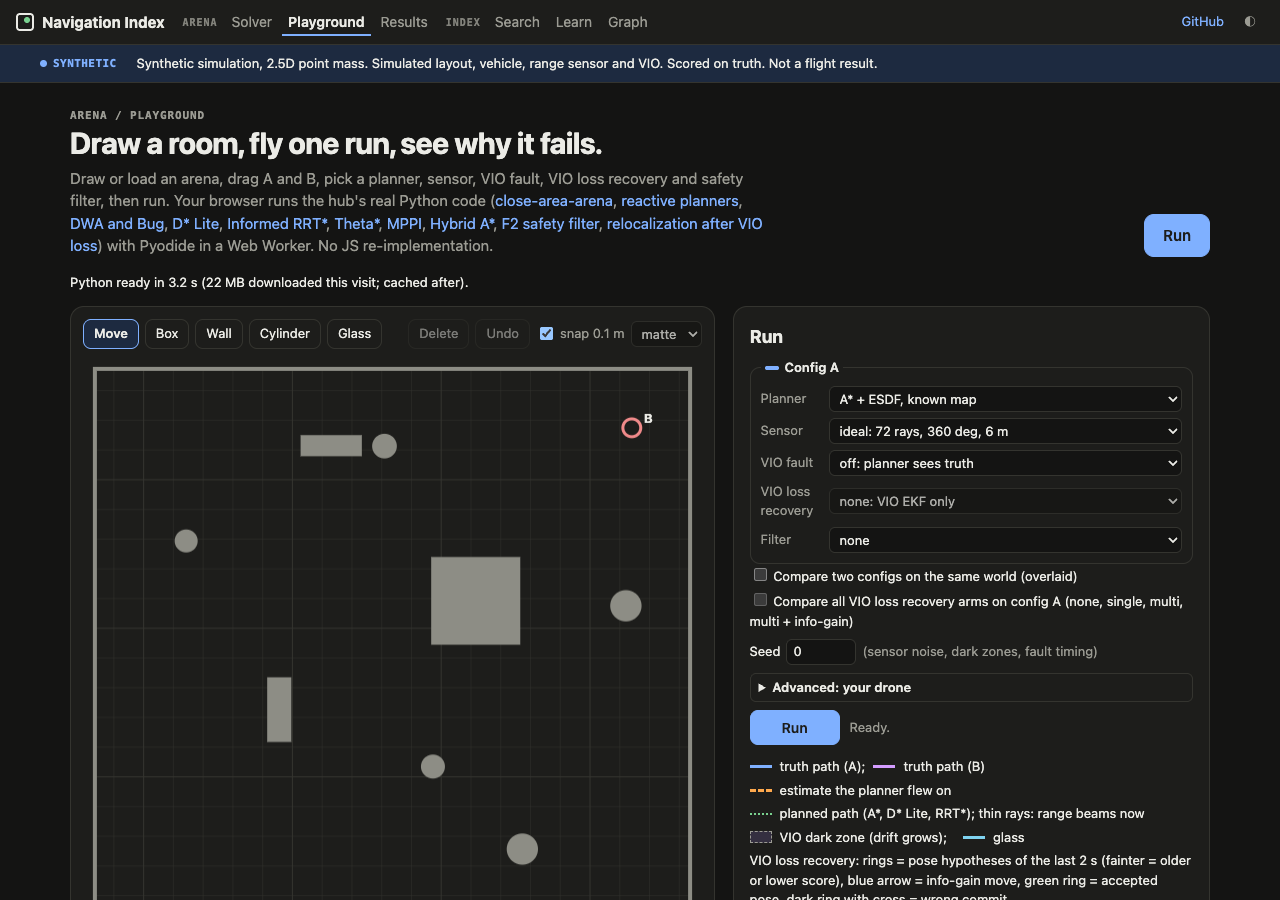 Navigation Index ARENA Solver Playground Results INDEX Search Learn Graph GitHub
SYNTHETIC Synthetic simulation, 2.5D point mass. Simulated layout, vehicle, range sensor and VIO. Scored on truth. Not a flight result.
ARENA / PLAYGROUND
Draw a room, fly one run, see why it fails.
Draw or load an arena, drag A and B, pick a planner, sensor, VIO fault, VIO loss recovery and safety
filter, then run. Your browser runs the hub's real Python code (close-area-arena, reactive planners,
DWA and Bug, D* Lite, Informed RRT*, Theta*, MPPI, Hybrid A*, F2 safety filter, relocalization after VIO
loss) with Pyodide in a Web Worker. No JS re-implementation.
Run
Python ready in 3.2 s (22 MB downloaded this visit; cached after).
Move Box Wall Cylinder Glass Delete Undo snap 0.1 m matte
B
Run
Config A
Planner A* + ESDF, known map
Sensor ideal: 72 rays, 360 deg, 6 m
VIO fault off: planner sees truth
VIO loss
recovery none: VIO EKF only
Filter none
Compare two configs on the same world (overlaid)
Compare all VIO loss recovery arms on config A (none, single, multi,
multi + info-gain)
Seed 0 (sensor noise, dark zones, fault timing)
Advanced: your drone
Run Ready.
truth path (A); truth path (B)
estimate the planner flew on
planned path (A*, D* Lite, RRT*); thin rays: range beams now
VIO dark zone (drift grows); glass
VIO loss recovery: rings = pose hypotheses of the last 2 s (fainter = older
or lower score), blue arrow = info-gain move, green ring = accepted
pose, dark ring with cross = wrong commit